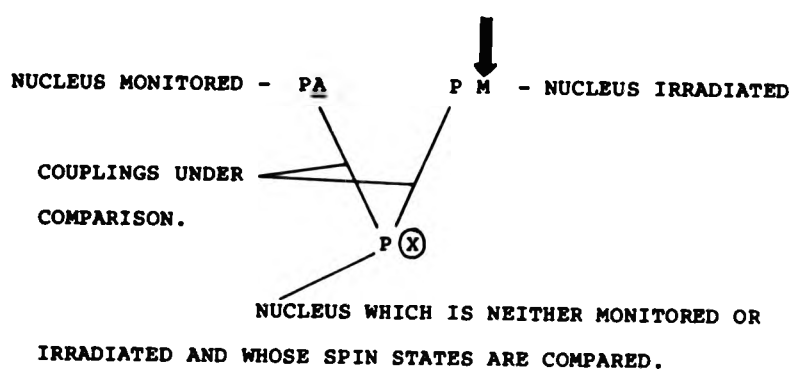 NUCLEUS MONITORED - PA P M - NUCLEUS IRRADIATED
COUPLINGS UNDER
COMPARISON.
P X
NUCLEUS WHICH IS NEITHER MONITORED OR
IRRADIATED AND WHOSE SPIN STATES ARE COMPARED.